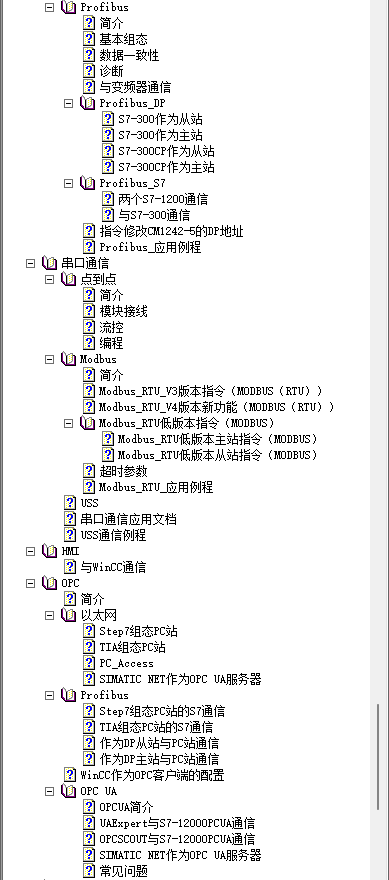 Profibus
简介
基本组态
数据一致性
诊断
与变频器通信
Profibus_DP
S7-300作为从站
S7-300作为主站
S7-300CP作为从站
S7-300CP作为主站
Profibus_S7
两个S7-1200通信
与S7-300通信
指令修改CM1242-5的DP地址
Profibus_应用例程
串口通信
点到点
简介
模块接线
流控
编程
Modbus
简介
Modbus_RTU_V3版本指令（MODBUS（RTU））
Modbus_RTU_V4版本新功能（MODBUS（RTU））
Modbus_RTU低版本指令（MODBUS）
Modbus_RTU低版本主站指令（MODBUS）
Modbus_RTU低版本从站指令（MODBUS）
超时参数
Modbus_RTU_应用例程
USS
串口通信应用文档
USS通信例程
HMI
与WinCC通信
OPC
简介
以太网
Step7组态PC站
TIA组态PC站
PC_Access
SIMATIC NET作为OPC UA服务器
Profibus
Step7组态PC站的S7通信
TIA组态PC站的S7通信
作为DP从站与PC站通信
作为DP主站与PC站通信
WinCC作为OPC客户端的配置
OPC UA
OPCUA简介
UAExpert与S7-1200OPCUA通信
OPCSCOUT与S7-1200OPCUA通信
SIMATIC NET作为OPC UA服务器
常见问题